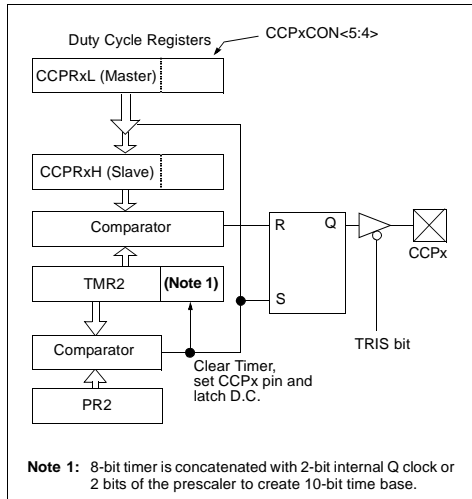 Duty Cycle Registers
CCPxCON<5:4>
CCPRxL (Master)
CCPRxH (Slave)
Comparator
R
Q
CCPx
TMR2
(Note 1)
S
TRIS bit
Comparator
Clear Timer,
set CCPx pin and
latch D.C.
PR2
Note 1: 8-bit timer is concatenated with 2-bit internal Q clock or
2 bits of the prescaler to create 10-bit time base.